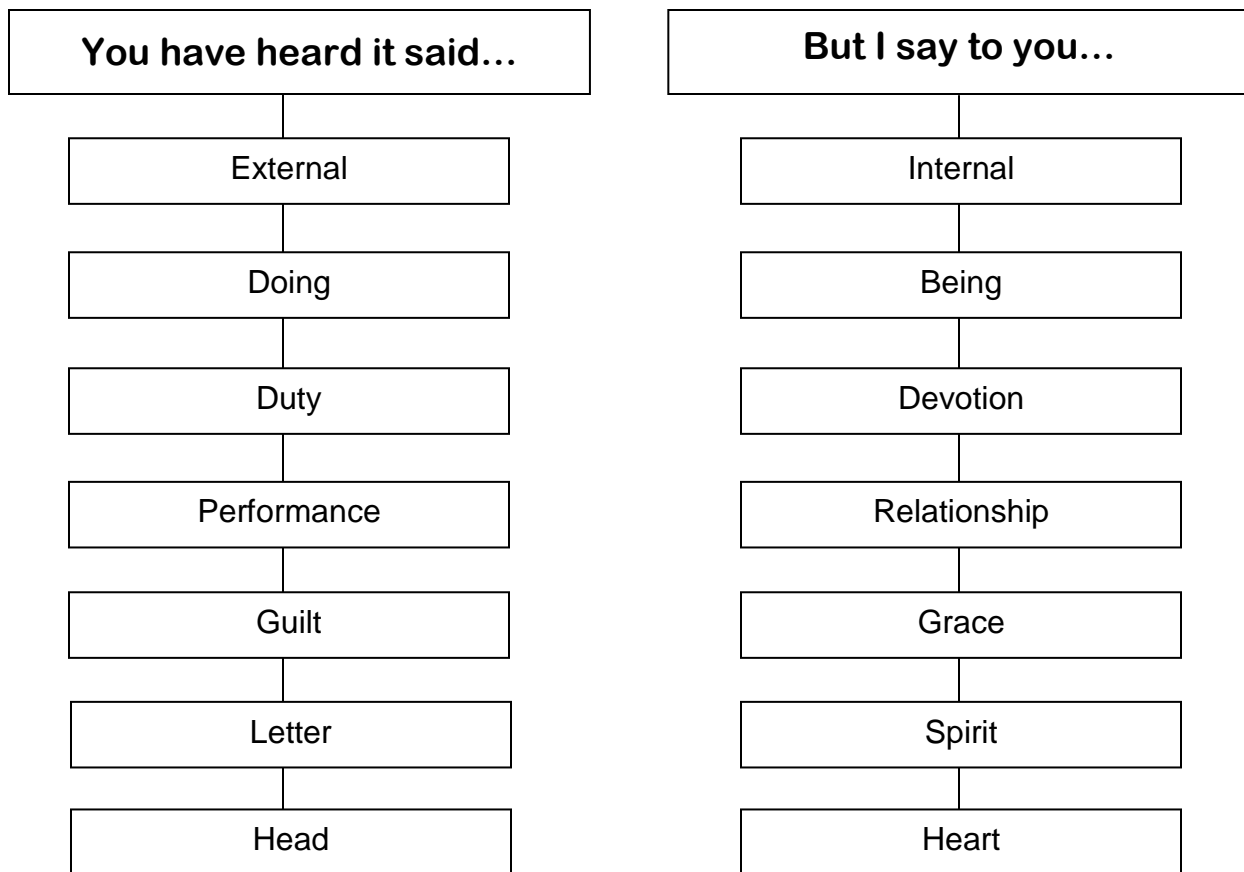 You have heard it said…
External
Doing
Duty
Performance
Guilt
Letter
Head
But I say to you…
Internal
Being
Devotion
Relationship
Grace
Spirit
Heart